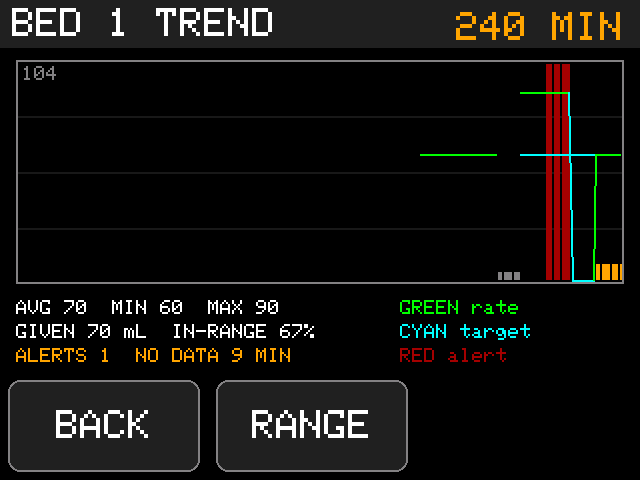 BED 1 TREND
240 MIN
104
AVG 70 MIN 60 MAX 90
GREEN rate
GIVEN 70 mL IN-RANGE 67%
CYAN target
ALERTS 1 NO DATA 9 MIN
RED alert
BACK
RANGE